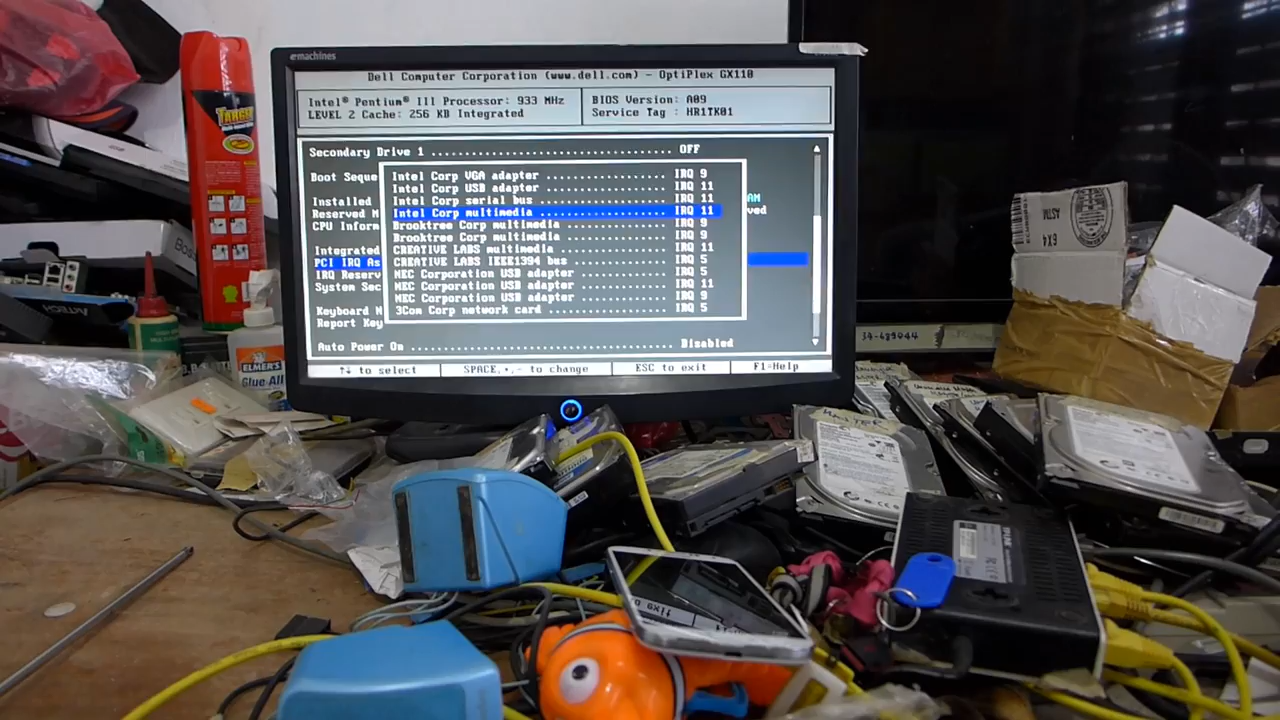 emachines
Dell Computer Corporation (www.dell.com) - OptiPlex GX110
Intel® Pentium® III Processor: 933 MHz
LEVEL 2 Cache: 256 KB Integrated
BIOS Version: A09
Service Tag : HR1TK01
Secondary Drive 1 ................................... OFF
Boot Seque
Installed
Reserved M
CPU Inform
Integrated
PCI IRQ As
IRQ Reserv
System Sec
Keyboard M
Report Key
Intel Corp VGA adapter ................. IRQ 9
Intel Corp USB adapter ................. IRQ 11
Intel Corp serial bus .................. IRQ 11
Intel Corp multimedia .................. IRQ 11
Brooktree Corp multimedia .............. IRQ 9
Brooktree Corp multimedia .............. IRQ 9
CREATIVE LABS multimedia ............... IRQ 11
CREATIVE LABS IEEE1394 bus ............. IRQ 5
NEC Corporation USB adapter ............ IRQ 5
NEC Corporation USB adapter ............ IRQ 11
NEC Corporation USB adapter ............ IRQ 9
3Com Corp network card ................. IRQ 5
Auto Power On ....................................... Disabled
↑↓ to select
SPACE,+,- to change
ESC to exit
F1=Help
TARGET
ELMER'S
Glue-All
ASTM
6X4
34-489044